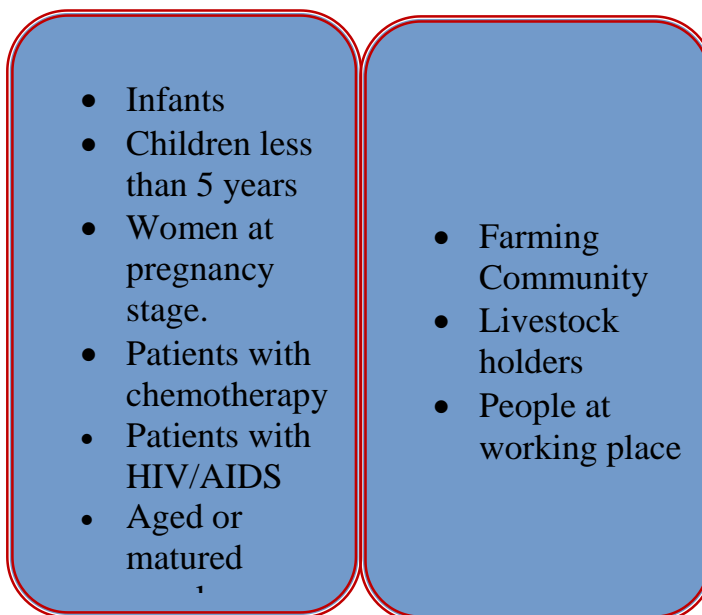 • Infants
• Children less
than 5 years
• Women at
pregnancy
stage.
• Patients with
chemotherapy
• Patients with
HIV/AIDS
• Aged or
matured
• Farming
Community
• Livestock
holders
• People at
working place